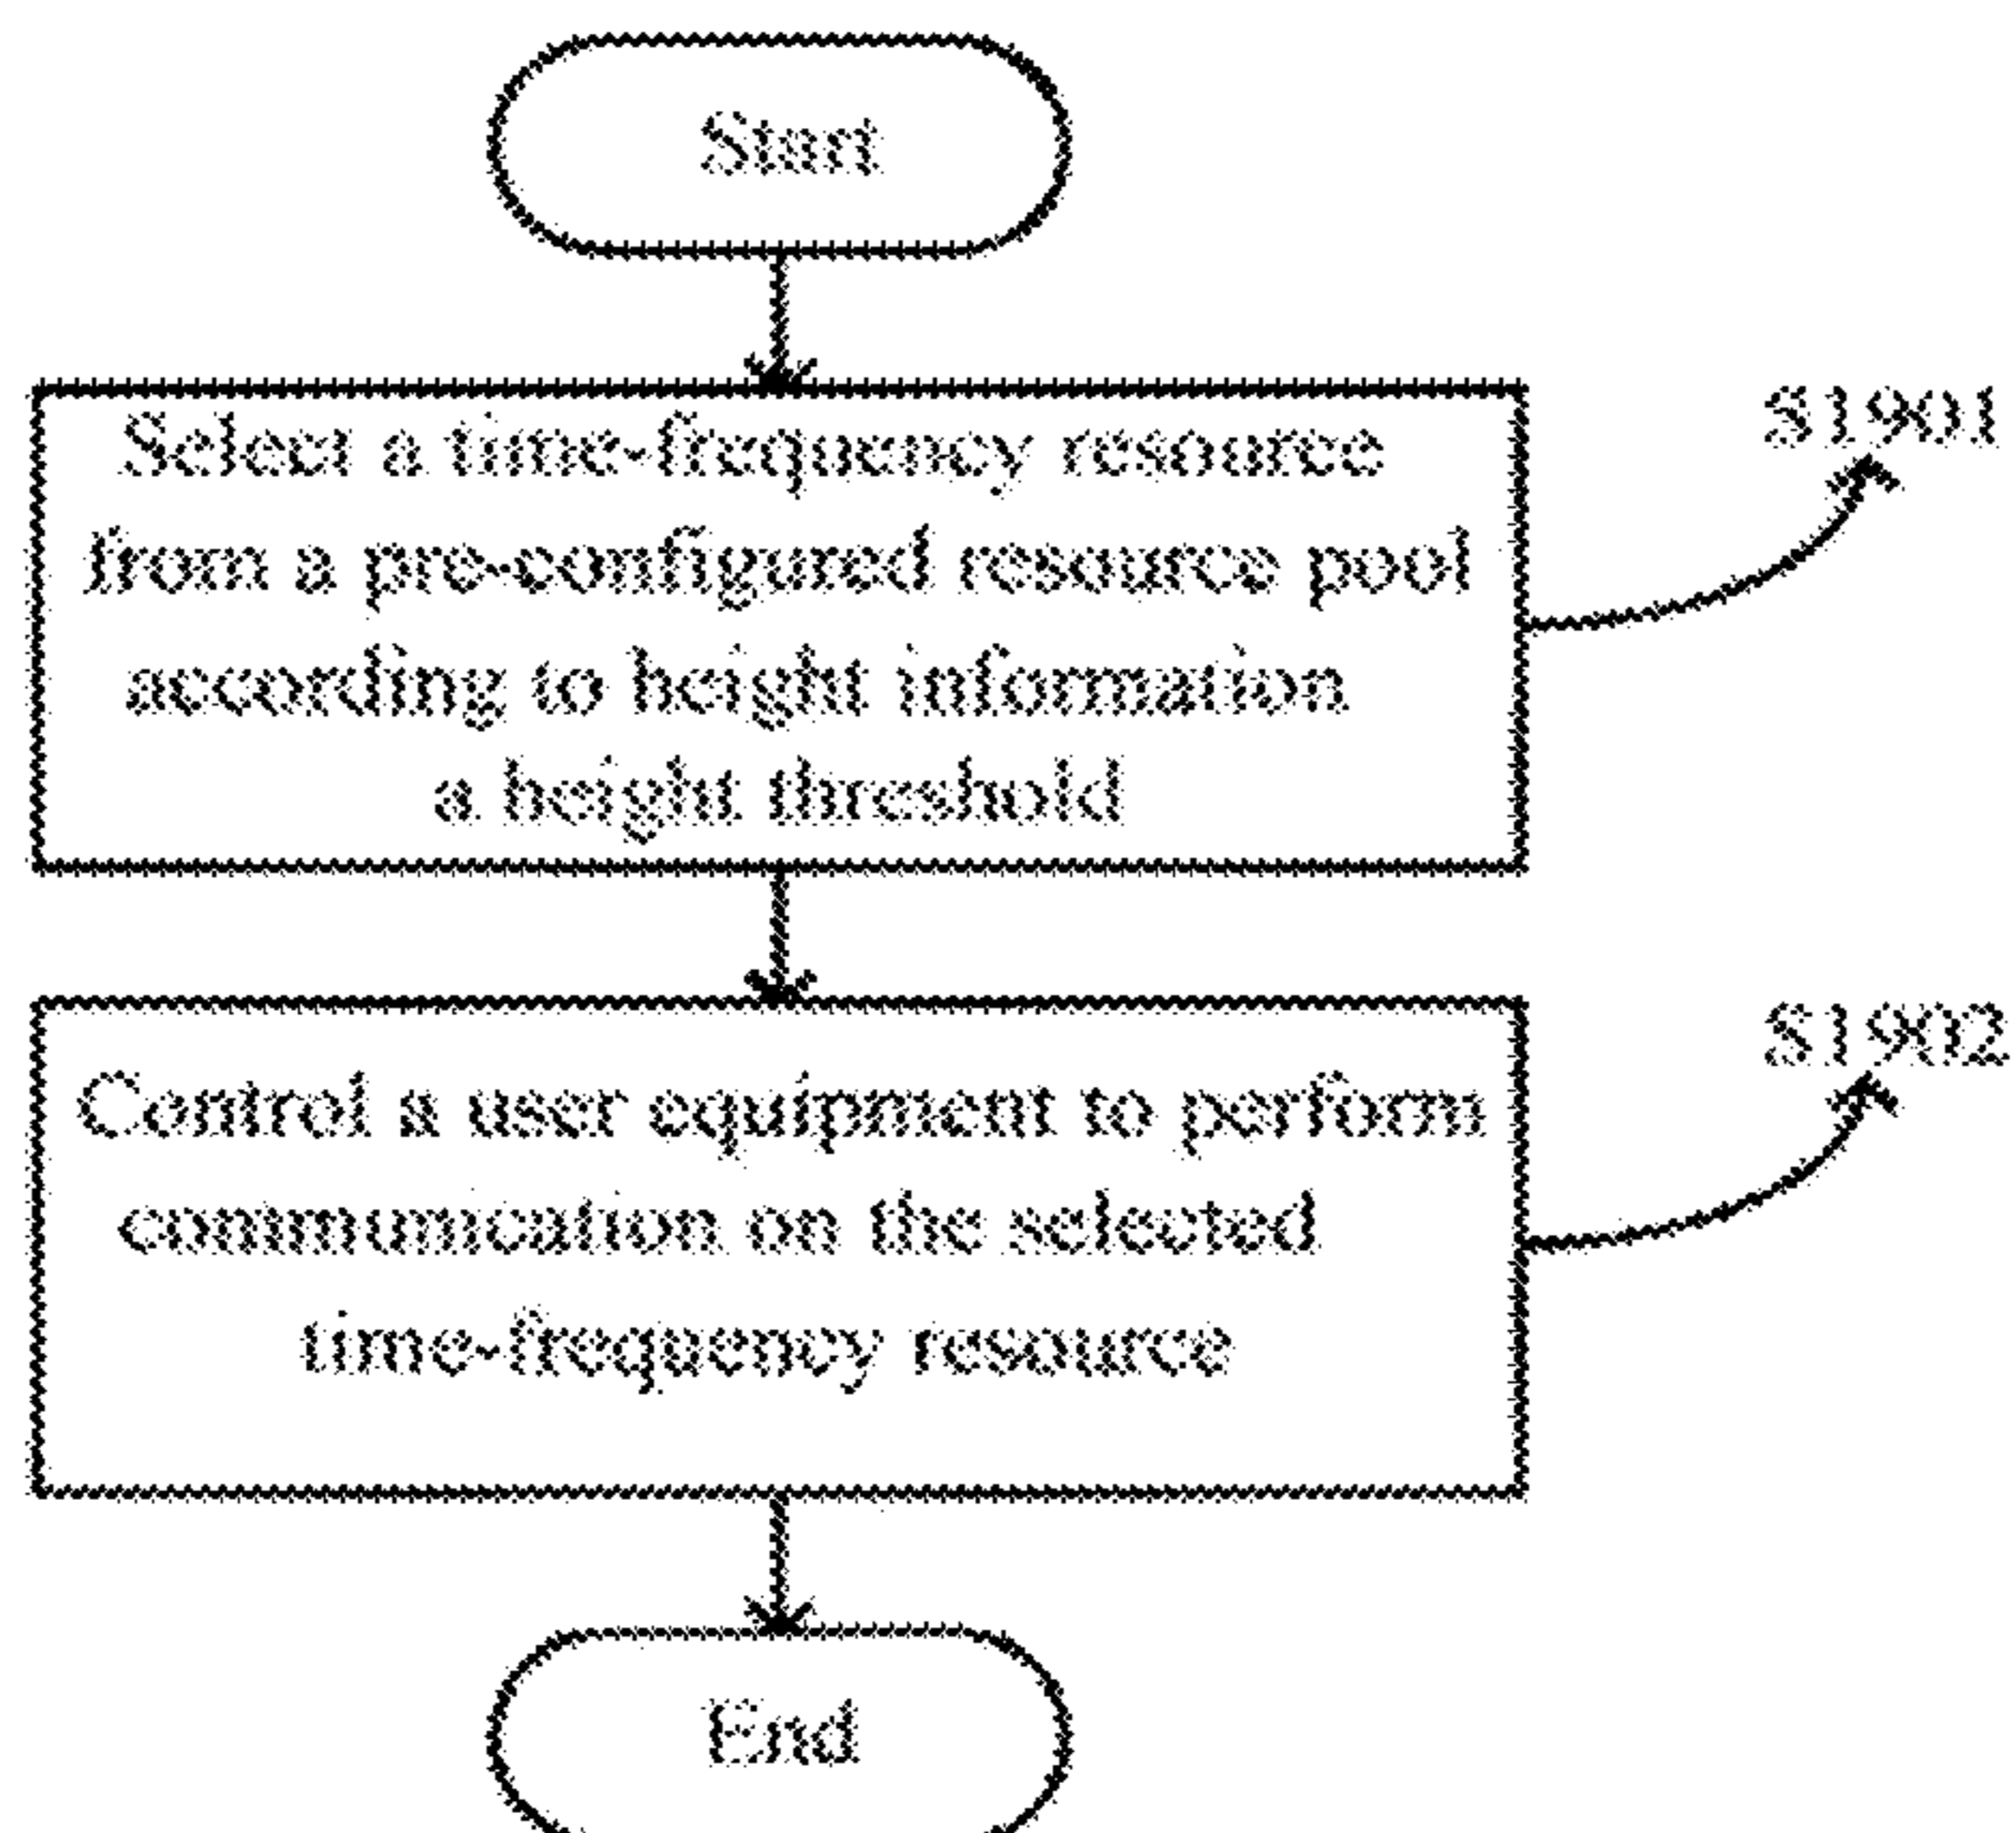 Start
Select a time-frequency resource
from a pre-configured resource pool
according to height information
a height threshold
S1901
Control a user equipment to perform
communication on the selected
time-frequency resource
S1902
End